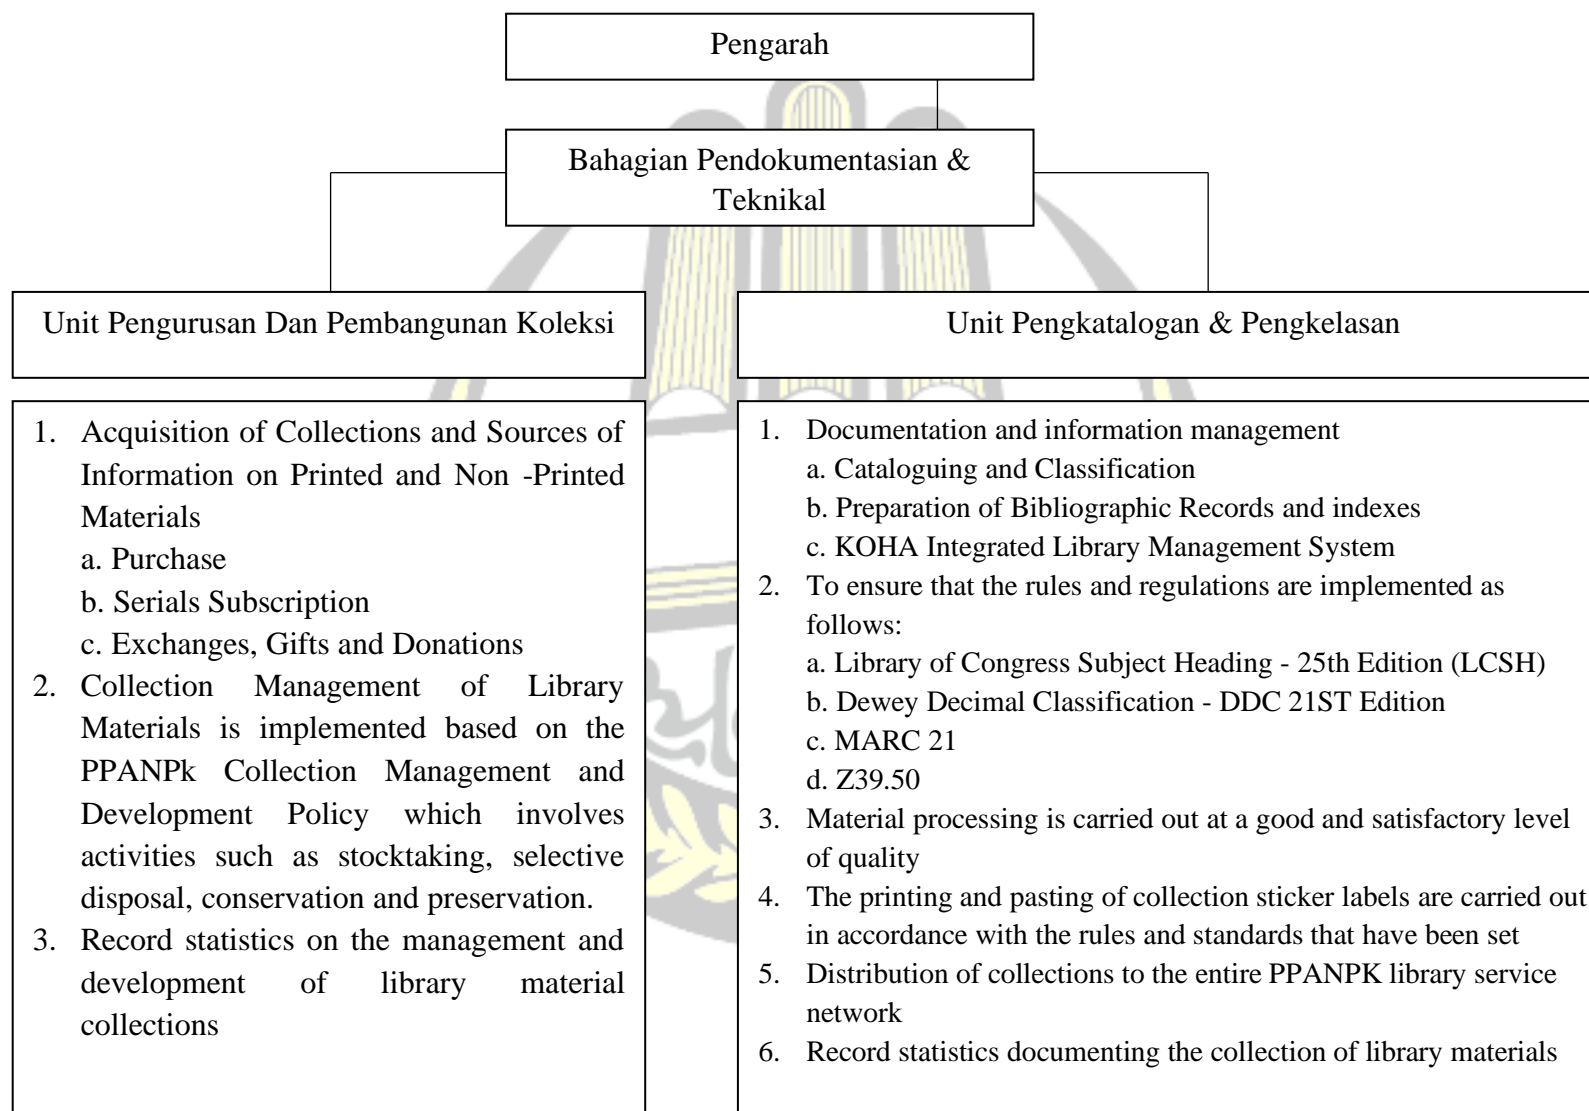 Pengarah
Bahagian Pendokumentasian &
Teknikal
Unit Pengurusan Dan Pembangunan Koleksi
1. Acquisition of Collections and Sources of
Information on Printed and Non -Printed
Materials
a. Purchase
b. Serials Subscription
c. Exchanges, Gifts and Donations
2. Collection Management of Library
Materials is implemented based on the
PPANPk Collection Management and
Development Policy which involves
activities such as stocktaking, selective
disposal, conservation and preservation.
3. Record statistics on the management and
development of library material
collections
Unit Pengkatalogan & Pengkelasan
1. Documentation and information management
a. Cataloguing and Classification
b. Preparation of Bibliographic Records and indexes
c. KOHA Integrated Library Management System
2. To ensure that the rules and regulations are implemented as
follows:
a. Library of Congress Subject Heading - 25th Edition (LCSH)
b. Dewey Decimal Classification - DDC 21ST Edition
c. MARC 21
d. Z39.50
3. Material processing is carried out at a good and satisfactory level
of quality
4. The printing and pasting of collection sticker labels are carried out
in accordance with the rules and standards that have been set
5. Distribution of collections to the entire PPANPK library service
network
6. Record statistics documenting the collection of library materials